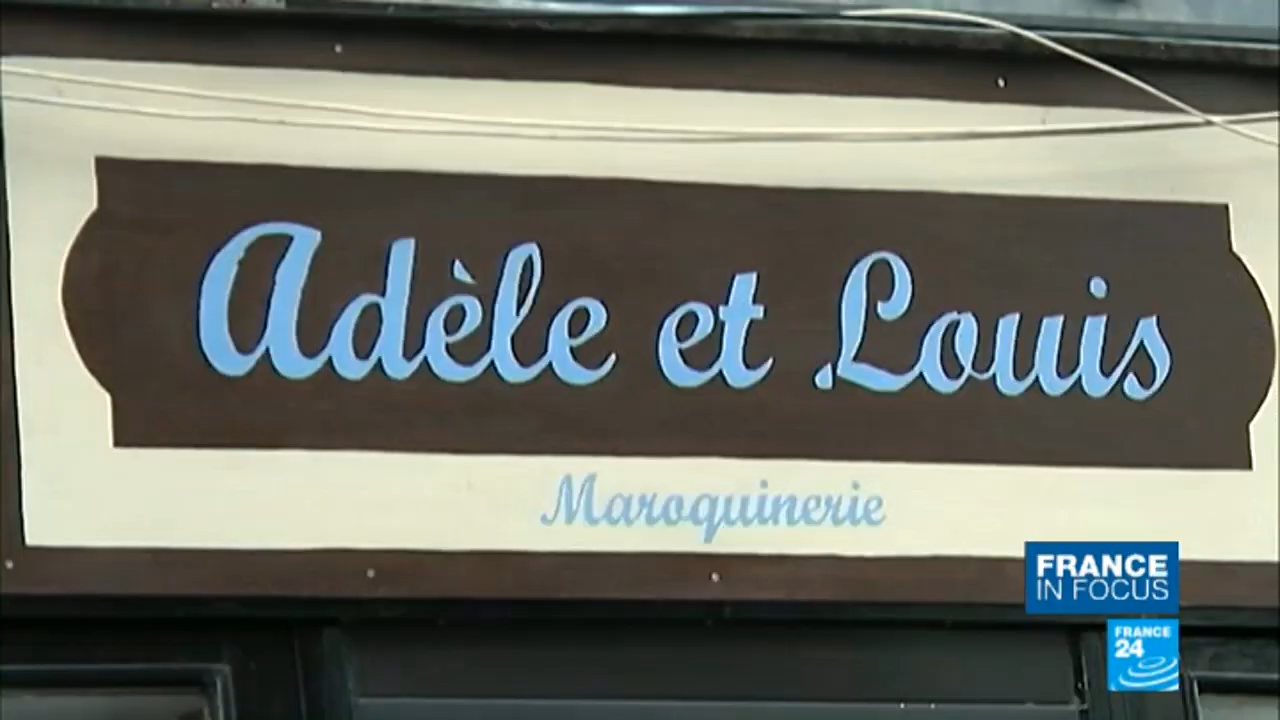 Adèle et Louis
Maroquinerie
FRANCE
IN FOCUS
FRANCE
24